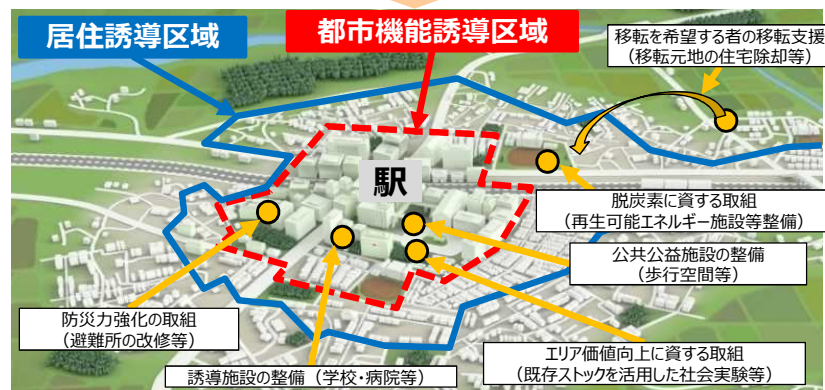 居住誘導区域
都市機能誘導区域
移転を希望する者の移転支援
（移転元地の住宅除却等）
駅
脱炭素に資する取組
（再生可能エネルギー施設等整備）
公共公益施設の整備
（歩行空間等）
防災力強化の取組
（避難所の改修等）
誘導施設の整備（学校・病院等）
エリア価値向上に資する取組
（既存ストックを活用した社会実験等）